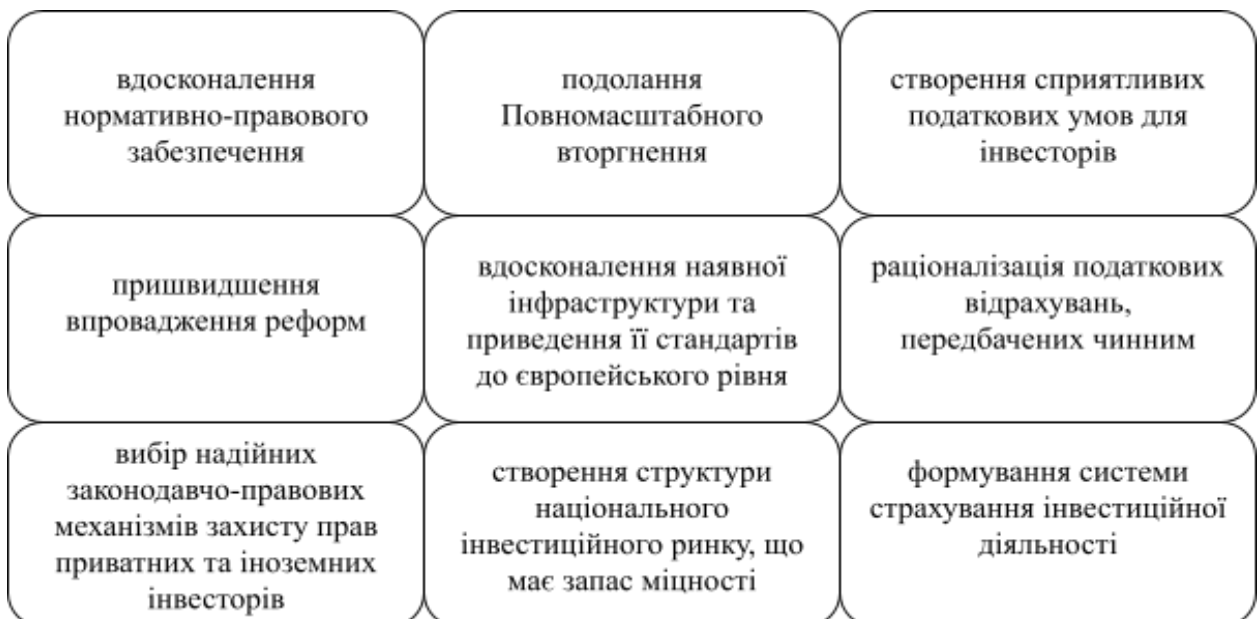 вдосконалення
нормативно-правового
забезпечення
подолання
Повномасштабного
вторгнення
створення сприятливих
податкових умов для
інвесторів
пришвидшення
впровадження реформ
вдосконалення наявної
інфраструктури та
приведення її стандартів
до європейського рівня
раціоналізація податкових
відрахувань,
передбачених чинним
вибір надійних
законодавчо-правових
механізмів захисту прав
приватних та іноземних
інвесторів
створення структури
національного
інвестиційного ринку, що
має запас міцності
формування системи
страхування інвестиційної
діяльності